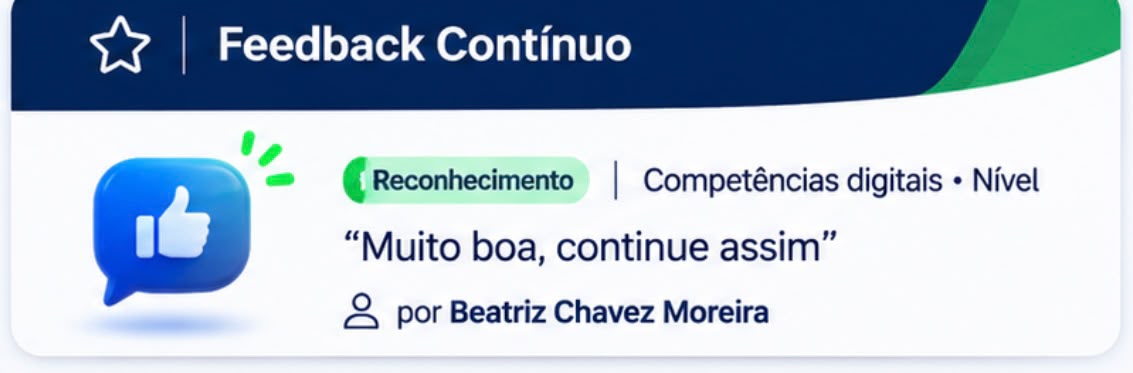 Feedback Contínuo
Reconhecimento | Competências digitais • Nível
“Muito boa, continue assim”
por Beatriz Chavez Moreira